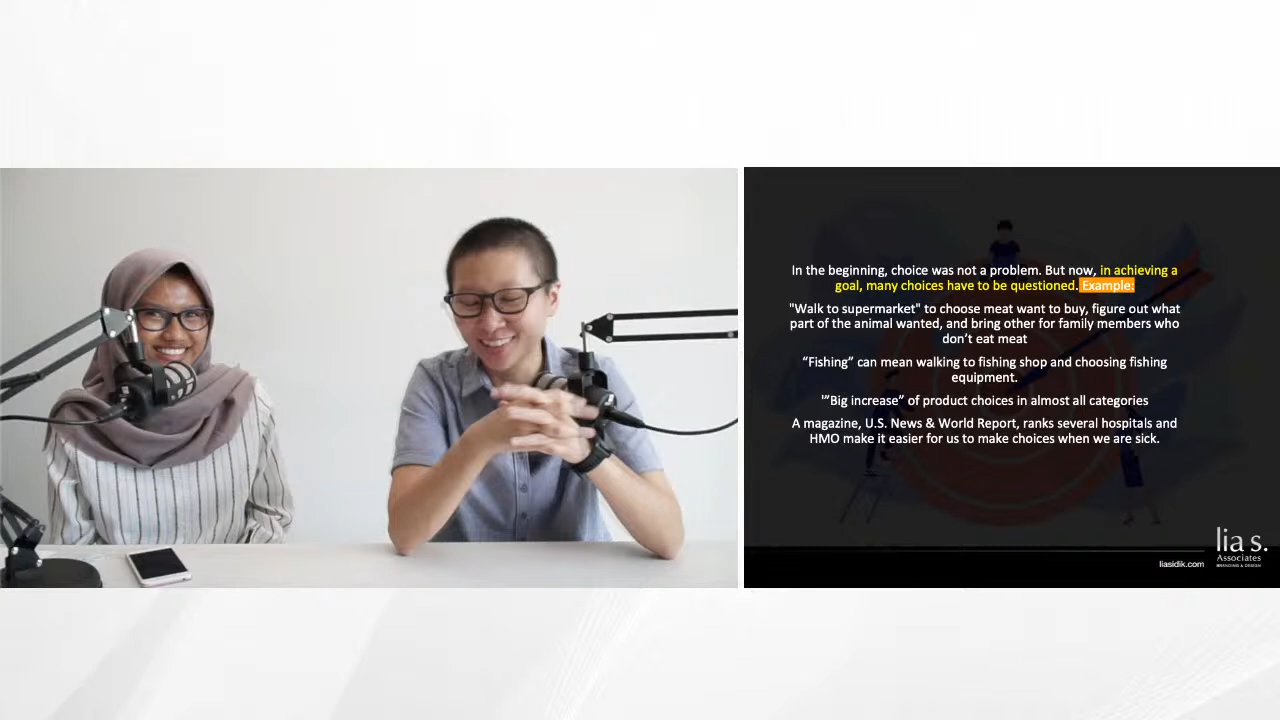 In the beginning, choice was not a problem. But now, in achieving a
goal, many choices have to be questioned. Example:
"Walk to supermarket" to choose meat want to buy, figure out what
part of the animal wanted, and bring other for family members who
don’t eat meat
“Fishing” can mean walking to fishing shop and choosing fishing
equipment.
'”Big increase” of product choices in almost all categories
A magazine, U.S. News & World Report, ranks several hospitals and
HMO make it easier for us to make choices when we are sick.
lia s.
Associates
BRANDING & DESIGN
liasidik.com